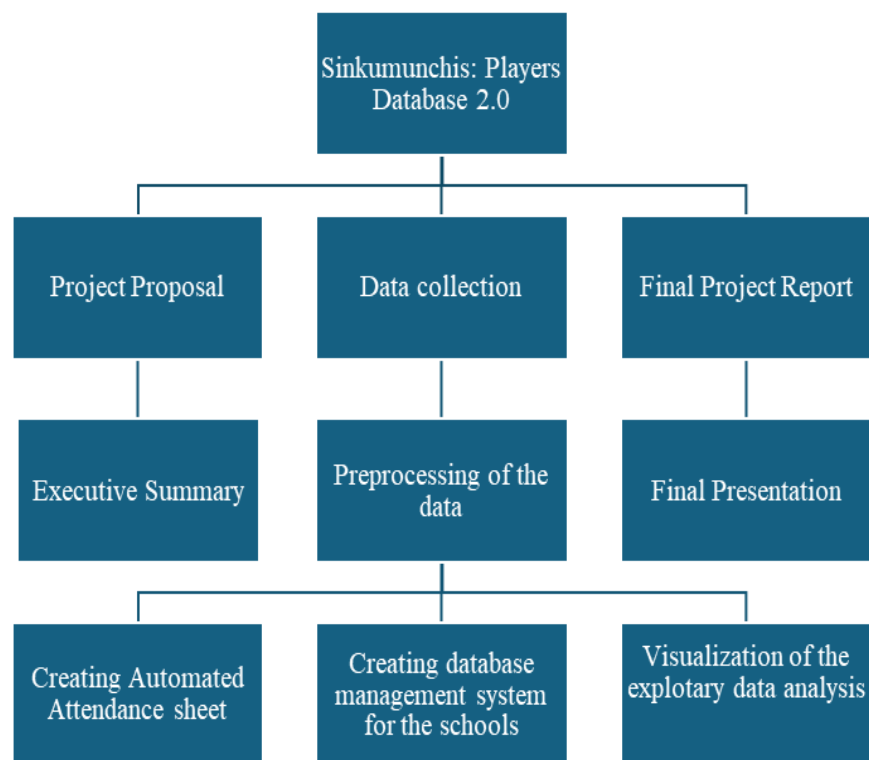 Sinkumunchis: Players
Database 2.0
Project Proposal
Data collection
Final Project Report
Executive Summary
Preprocessing of the
data
Final Presentation
Creating Automated
Attendance sheet
Creating database
management system
for the schools
Visualization of the
explotary data analysis